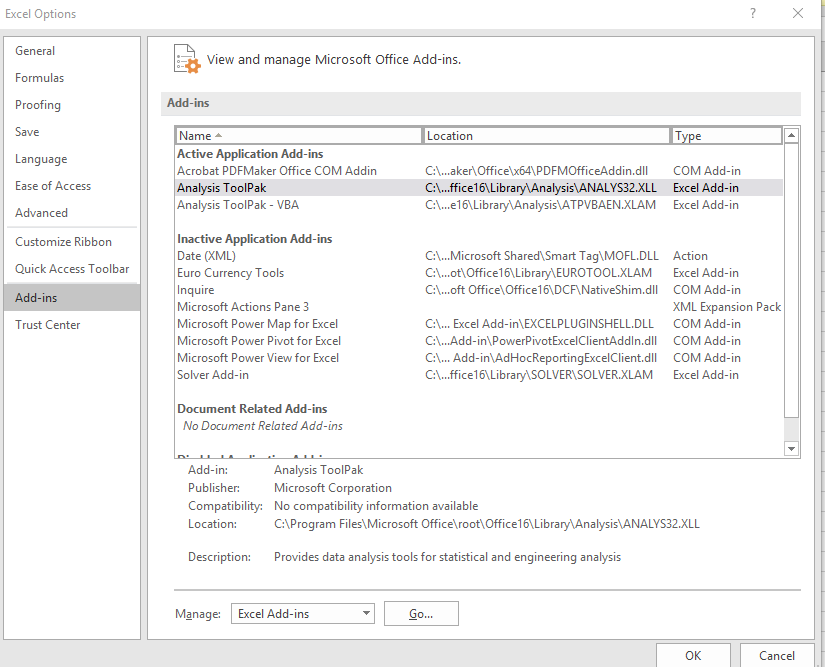 Excel Options ?
General
Formulas
Proofing
Save
Language
Ease of Access
Advanced
Customize Ribbon
Quick Access Toolbar
Add-ins
Trust Center
View and manage Microsoft Office Add-ins.
Add-ins
Name Location Type
Active Application Add-ins
Acrobat PDFMaker Office COM Addin C:\...aker\Office\x64\PDFMOfficeAddin.dll COM Add-in
Analysis ToolPak C:\...ffice16\Library\Analysis\ANALYS32.XLL Excel Add-in
Analysis ToolPak - VBA C:\...e16\Library\Analysis\ATPVBAEN.XLAM Excel Add-in
Inactive Application Add-ins
Date (XML) C:\...Microsoft Shared\Smart Tag\MOFL.DLL Action
Euro Currency Tools C:\...ot\Office16\Library\EUROTOOL.XLAM Excel Add-in
Inquire C:\...oft Office\Office16\DCF\NativeShim.dll COM Add-in
Microsoft Actions Pane 3 XML Expansion Pack
Microsoft Power Map for Excel C:\... Excel Add-in\EXCELPLUGINSHELL.DLL COM Add-in
Microsoft Power Pivot for Excel C:\...Add-in\PowerPivotExcelClientAddIn.dll COM Add-in
Microsoft Power View for Excel C:\... Add-in\AdHocReportingExcelClient.dll COM Add-in
Solver Add-in C:\...ffice16\Library\SOLVER\SOLVER.XLAM Excel Add-in
Document Related Add-ins
No Document Related Add-ins
Add-in: Analysis ToolPak
Publisher: Microsoft Corporation
Compatibility: No compatibility information available
Location: C:\Program Files\Microsoft Office\root\Office16\Library\Analysis\ANALYS32.XLL
Description: Provides data analysis tools for statistical and engineering analysis
Manage: Excel Add-ins Go...
OK Cancel